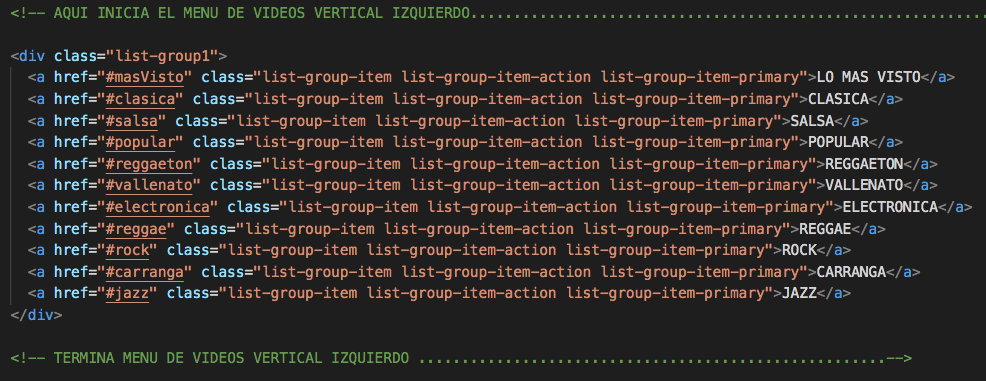 <!-- AQUI INICIA EL MENU DE VIDEOS VERTICAL IZQUIERDO............................................................
<div class="list-group1">
<a href="#masVisto" class="list-group-item list-group-item-action list-group-item-primary">LO MAS VISTO</a>
<a href="#clasica" class="list-group-item list-group-item-action list-group-item-primary">CLASICA</a>
<a href="#salsa" class="list-group-item list-group-item-action list-group-item-primary">SALSA</a>
<a href="#popular" class="list-group-item list-group-item-action list-group-item-primary">POPULAR</a>
<a href="#reggaeton" class="list-group-item list-group-item-action list-group-item-primary">REGGAETON</a>
<a href="#vallenato" class="list-group-item list-group-item-action list-group-item-primary">VALLENATO</a>
<a href="#electronica" class="list-group-item list-group-item-action list-group-item-primary">ELECTRONICA</a>
<a href="#reggae" class="list-group-item list-group-item-action list-group-item-primary">REGGAE</a>
<a href="#rock"  class="list-group-item list-group-item-action list-group-item-primary">ROCK</a>
<a href="#carranga" class="list-group-item list-group-item-action list-group-item-primary">CARRANGA</a>
<a href="#jazz" class="list-group-item list-group-item-action list-group-item-primary">JAZZ</a>
</div>
<!-- TERMINA MENU DE VIDEOS VERTICAL IZQUIERDO ......................................................-->